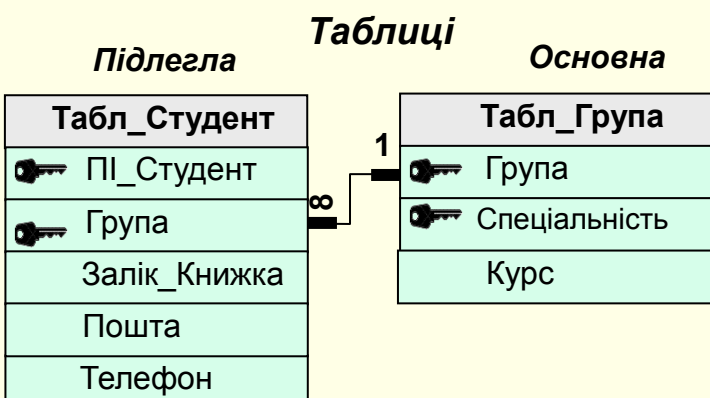 Таблиці
Підлегла
Основна
Табл_Студент
ПІ_Студент
Група
Залік_Книжка
Пошта
Телефон
∞
1
Табл_Група
Група
Спеціальність
Курс